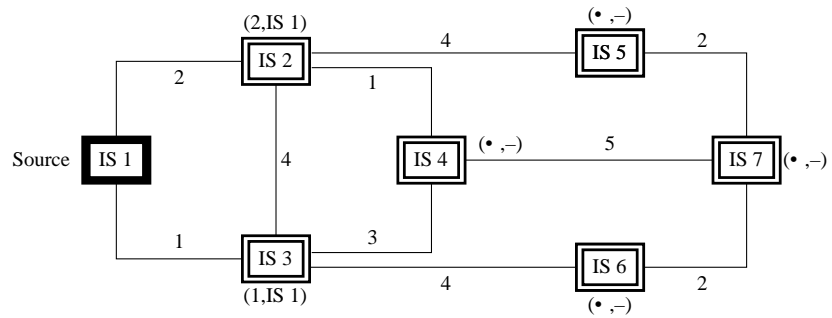 (2,IS 1)
(• ,–)
IS 2
4
IS 5
2
2
1
Source
IS 1
4
IS 4
(• ,–)
5
IS 7
(• ,–)
1
3
IS 3
4
IS 6
2
(1,IS 1)
(• ,–)